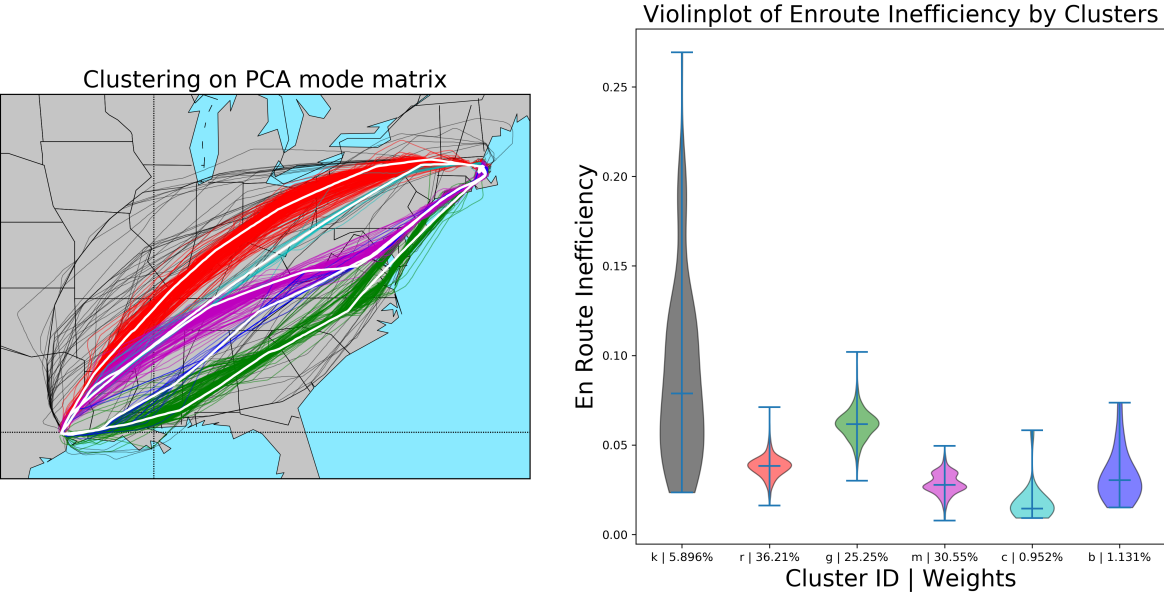 Clustering on PCA mode matrix
Violinplot of Enroute Inefficiency by Clusters
En Route Inefficiency
0.25
0.20
0.15
0.10
0.05
0.00
k | 5.896%
r | 36.21%
g | 25.25%
m | 30.55%
c | 0.952%
b | 1.131%
Cluster ID | Weights